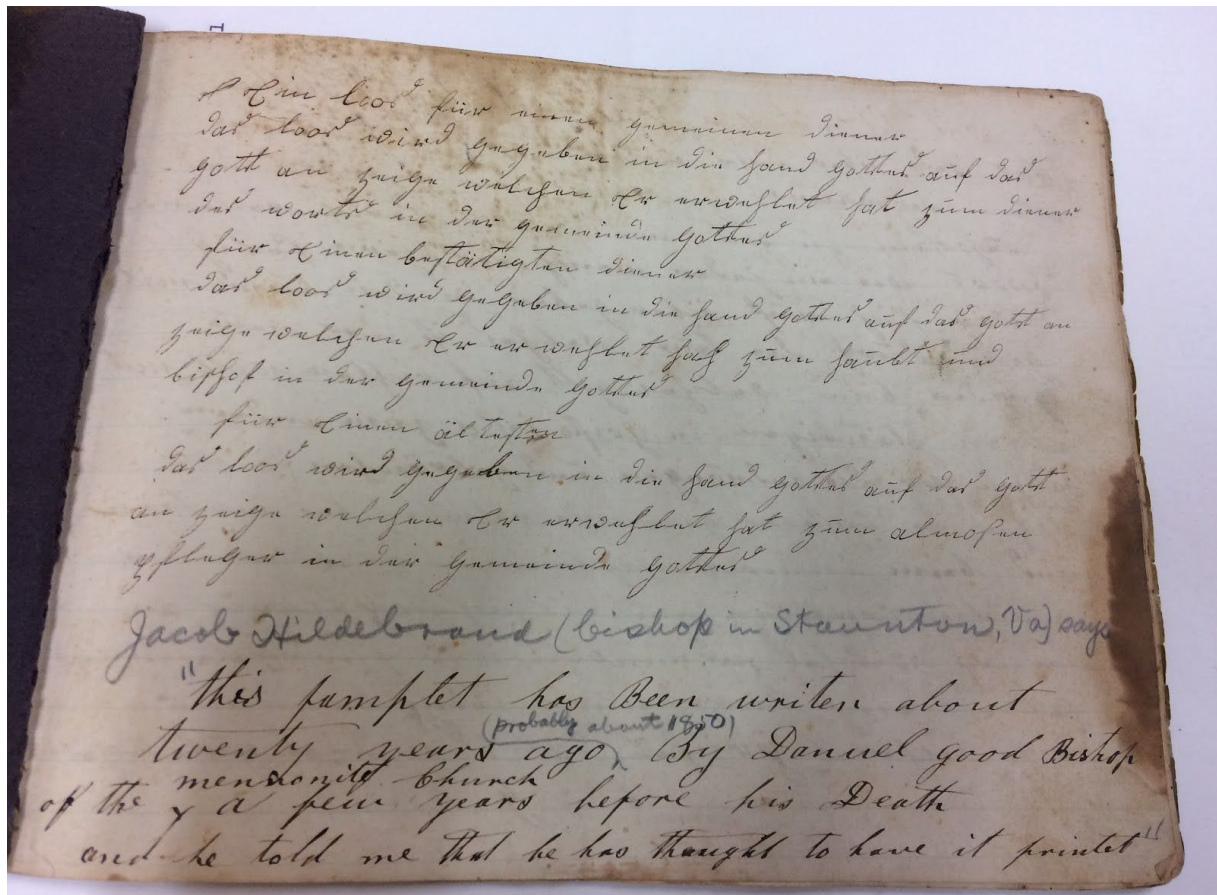 Ein loos für einen gemeinen diener
das loos wird gegeben in die hand gottes auf das
gott an zeige welchen Er erwehlet hat zum diener
des worts in der gemeinde gottes
für Einen bestätigten diener
das loos wird gegeben in die hand gottes auf das gott an
zeige welchen Er erwehlet hat zum haubt und
bischof in der gemeinde gottes
für Einen ältesten
das loos wird gegeben in die hand gottes auf das gott
an zeige welchen Er erwehlet hat zum almosen
pfleger in der gemeinde gottes
Jacob Hildebrand (bishop in Staunton, Va) says
"this pamplet has Been writen about
(probably about 1850)
twenty years ago By Danuel good Bishop
mennonite Church
of the a few years before his Death
and he told me that he has thaught to have it printet"